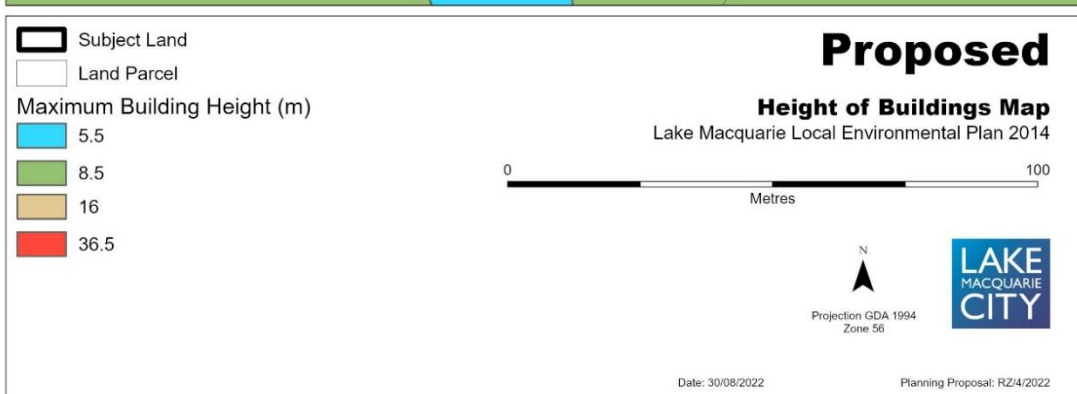 Subject Land
Land Parcel
Maximum Building Height (m)
5.5
8.5
16
36.5
Proposed
Height of Buildings Map
Lake Macquarie Local Environmental Plan 2014
0 100
Metres
N
Projection GDA 1994
Zone 56
LAKE
MACQUARIE
CITY
Date: 30/08/2022 Planning Proposal: RZ/4/2022